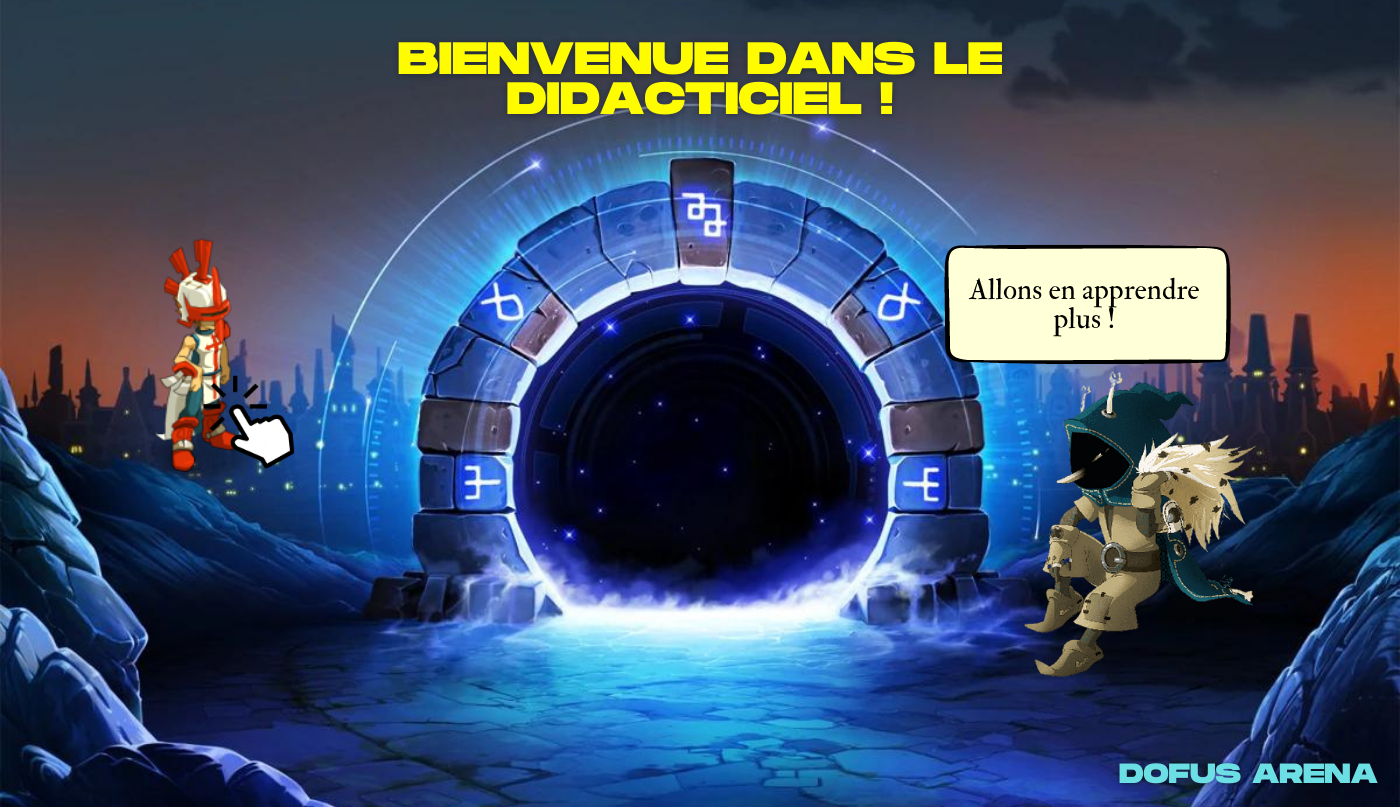 BIENVENUE DANS LE
DIDACTICIEL !
Allons en apprendre
plus !
DOFUS ARENA